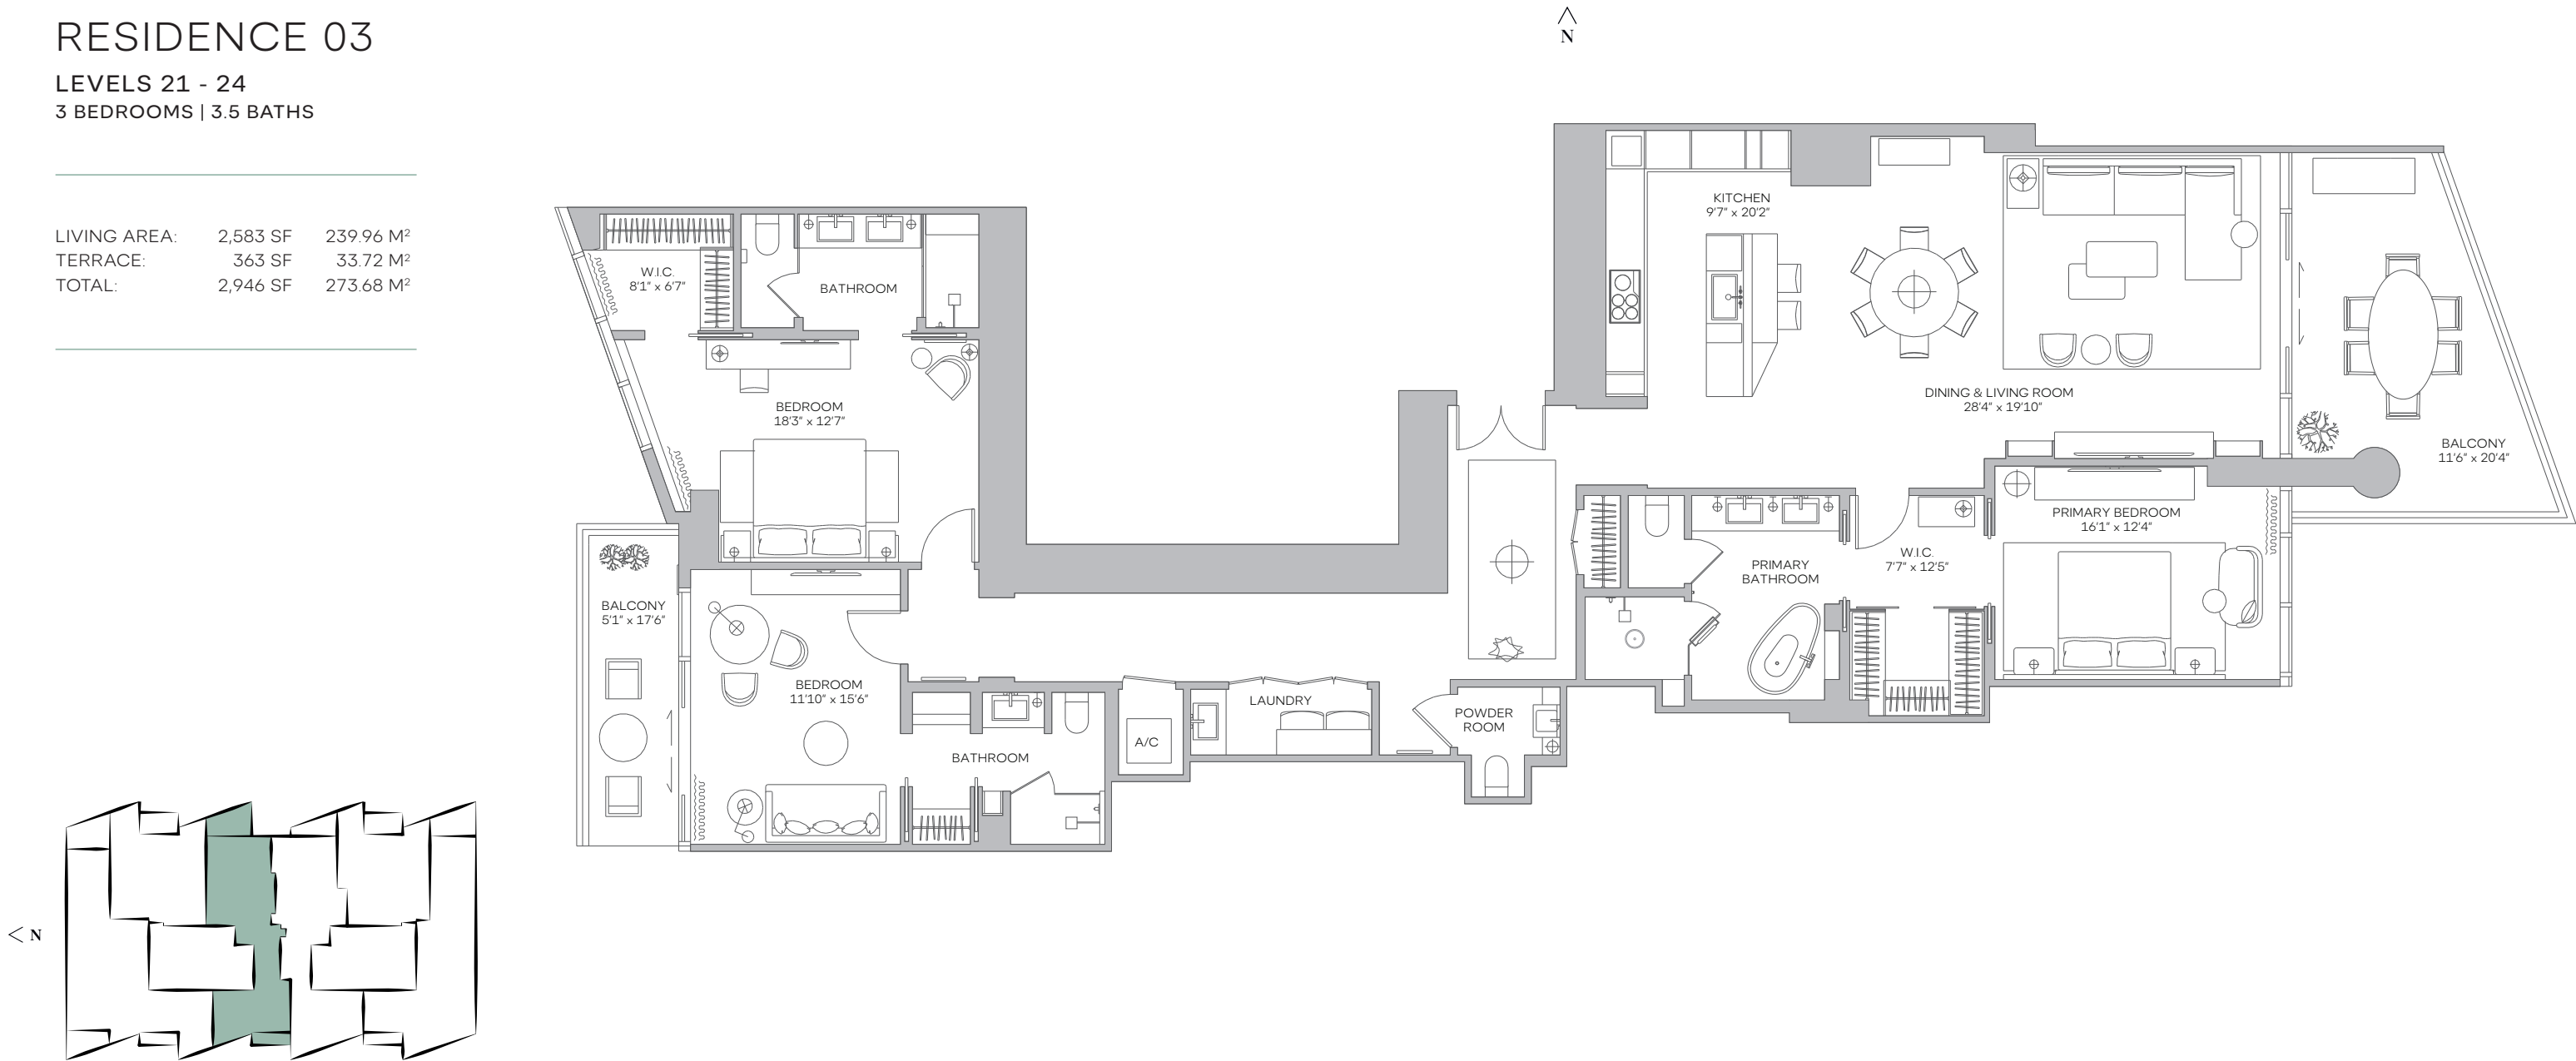 RESIDENCE 03
LEVELS 21 - 24
3 BEDROOMS | 3.5 BATHS
LIVING AREA: 2,583 SF 239.96 M²
TERRACE: 363 SF 33.72 M²
TOTAL: 2,946 SF 273.68 M²
N
KITCHEN
9'7" x 20'2"
W.I.C.
8'1" x 6'7"
BATHROOM
BEDROOM
18'3" x 12'7"
DINING & LIVING ROOM
28'4" x 19'10"
BALCONY
11'6" x 20'4"
PRIMARY BEDROOM
16'1" x 12'4"
W.I.C.
7'7" x 12'5"
PRIMARY
BATHROOM
BALCONY
5'1" x 17'6"
BEDROOM
11'10" x 15'6"
LAUNDRY
POWDER
ROOM
A/C
BATHROOM
N